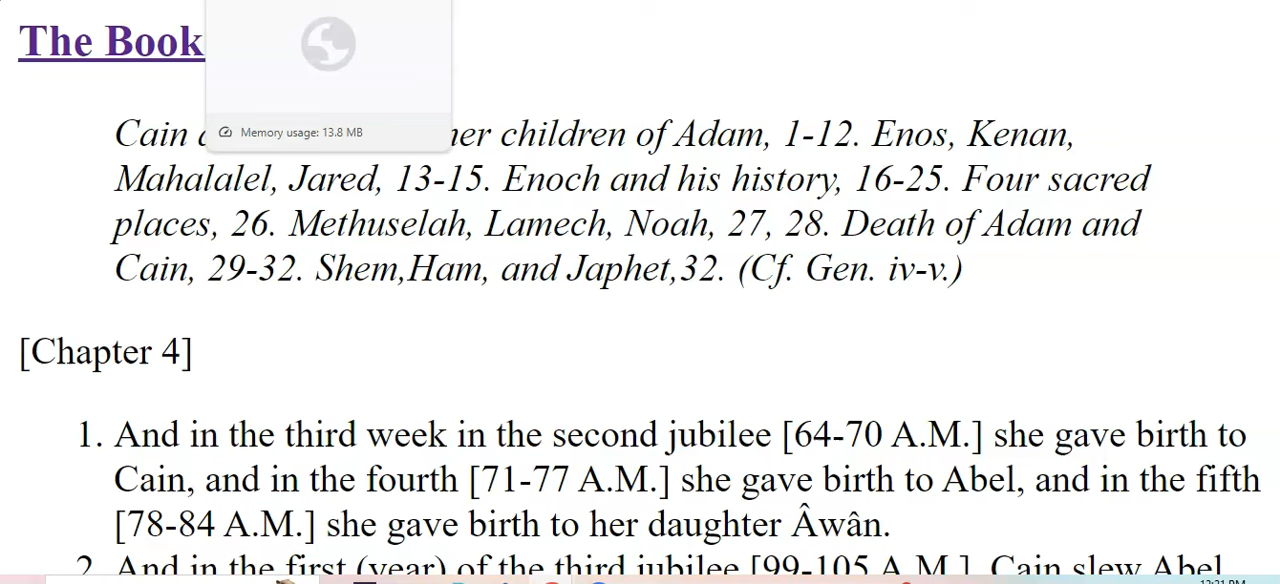 The Book
Memory usage: 13.8 MB
Cain children of Adam, 1-12. Enos, Kenan,
Mahalalel, Jared, 13-15. Enoch and his history, 16-25. Four sacred
places, 26. Methuselah, Lamech, Noah, 27, 28. Death of Adam and
Cain, 29-32. Shem,Ham, and Japhet,32. (Cf. Gen. iv-v.)
[Chapter 4]
1. And in the third week in the second jubilee [64-70 A.M.] she gave birth to
Cain, and in the fourth [71-77 A.M.] she gave birth to Abel, and in the fifth
[78-84 A.M.] she gave birth to her daughter Âwân.
2. And in the first (year) of the third jubilee [99-105 A.M.], Cain slew Abel
12:21 PM